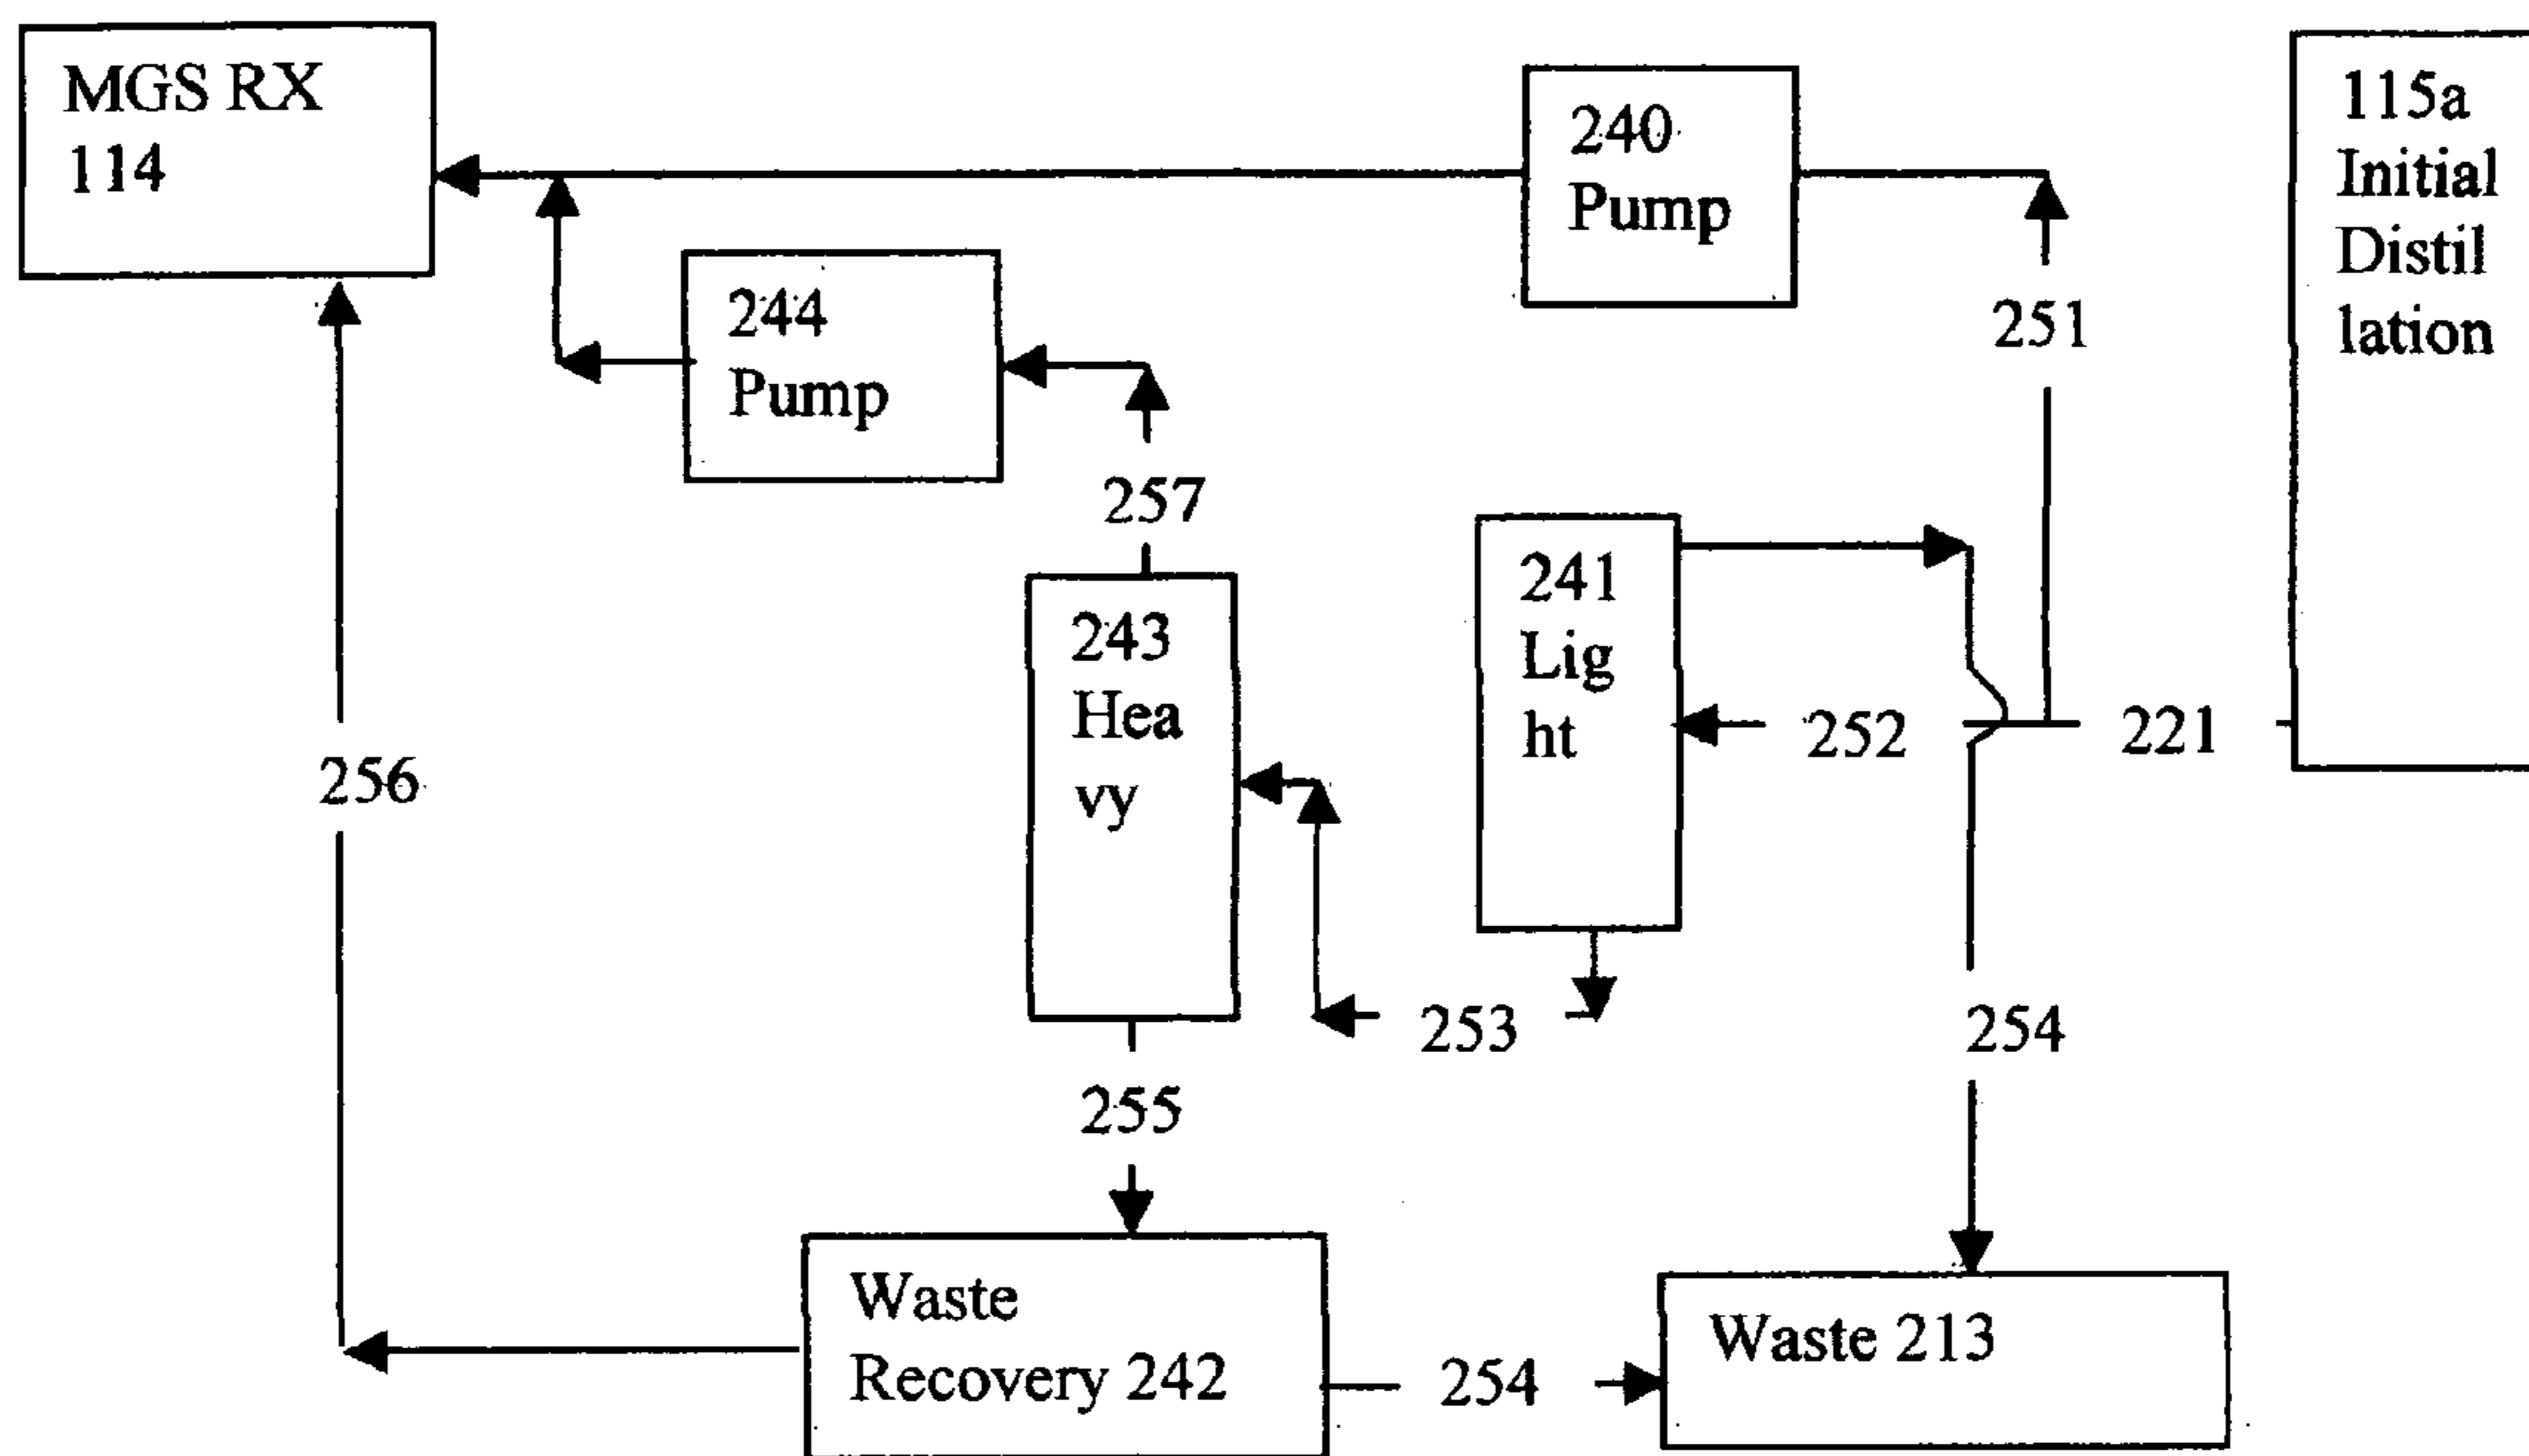 MGS RX
114
240
Pump
115a
Initial
Distil
lation
244
Pump
251
257
241
Lig
ht
243
Hea
vy
252
221
256
253
254
255
Waste
Recovery 242
254
Waste 213